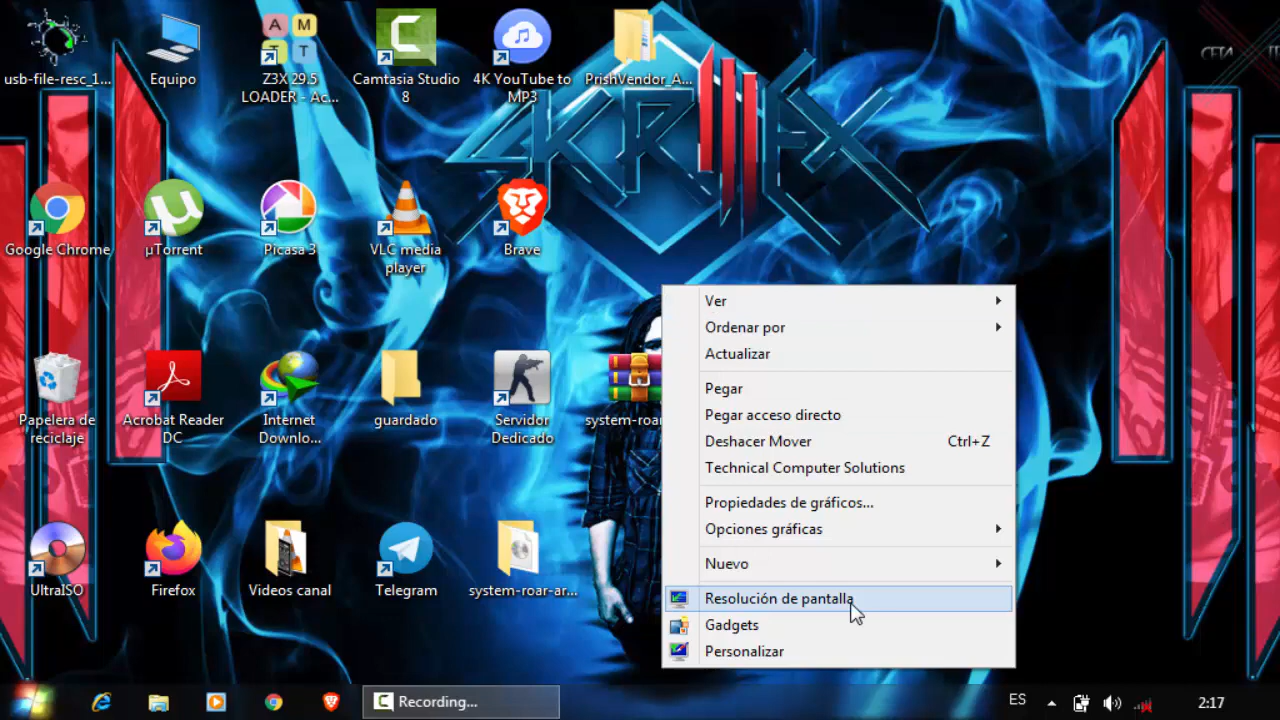 usb-file-resc_1...
Equipo
A M
T
Z3X 29.5
LOADER - Ac...
Camtasia Studio
8
4K YouTube to
MP3
PrishVendor_A...
SKRILLEX
Google Chrome
µTorrent
Picasa 3
VLC media
player
Brave
Papelera de
reciclaje
Acrobat Reader
DC
Internet
Downlo...
guardado
Servidor
Dedicado
system-roar
UltraISO
Firefox
Videos canal
Telegram
system-roar-ar...
Ver
Ordenar por
Actualizar
Pegar
Pegar acceso directo
Deshacer Mover Ctrl+Z
Technical Computer Solutions
Propiedades de gráficos...
Opciones gráficas
Nuevo
Resolución de pantalla
Gadgets
Personalizar
Recording...
ES
2:17